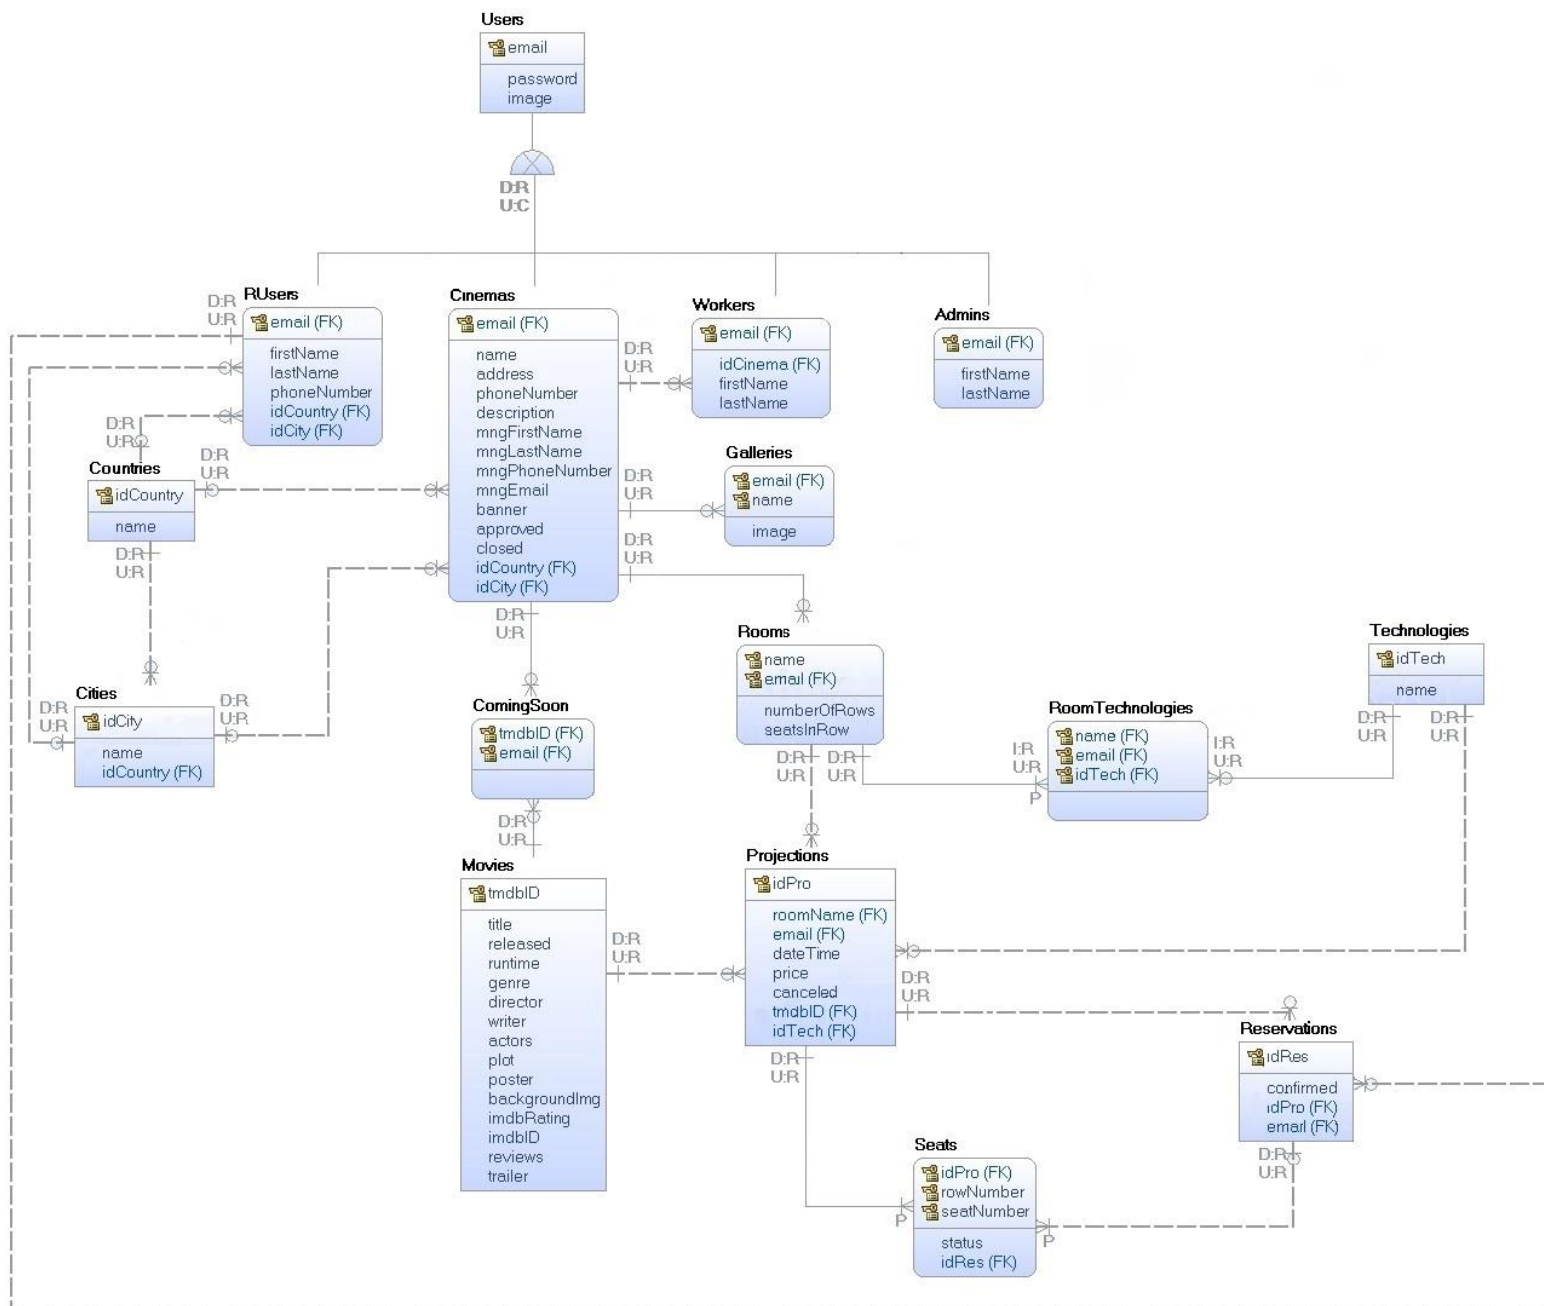 Users
email
password
image
D:R
U:C
RUsers
D:R
U:R
email (FK)
firstName
lastName
phoneNumber
idCountry (FK)
idCity (FK)
Cinemas
email (FK)
name
address
phoneNumber
description
mngFirstName
mngLastName
mngPhoneNumber
mngEmail
banner
approved
closed
idCountry (FK)
idCity (FK)
Workers
email (FK)
idCinema (FK)
firstName
lastName
D:R
U:R
Admins
email (FK)
firstName
lastName
D:R
U:R
Countries
idCountry
name
D:R
U:R
D:R
U:R
Galleries
email (FK)
name
image
D:R
U:R
D:R
U:R
D:R
U:R
Rooms
name
email (FK)
numberOfRows
seatsInRow
D:R
U:R
D:R
U:R
Technologies
idTech
name
D:R
U:R
D:R
U:R
Cities
idCity
name
idCountry (FK)
D:R
U:R
D:R
U:R
ComingSoon
tmdbID (FK)
email (FK)
D:R
U:R
RoomTechnologies
name (FK)
email (FK)
idTech (FK)
I:R
U:R
P
I:R
U:R
Movies
tmdbID
title
released
runtime
genre
director
writer
actors
plot
poster
backgroundImg
imdbRating
imdbID
reviews
trailer
D:R
U:R
Projections
idPro
roomName (FK)
email (FK)
dateTime
price
canceled
tmdbID (FK)
idTech (FK)
D:R
U:R
D:R
U:R
Reservations
idRes
confirmed
idPro (FK)
email (FK)
D:R
U:R
Seats
idPro (FK)
rowNumber
seatNumber
status
idRes (FK)
P
P